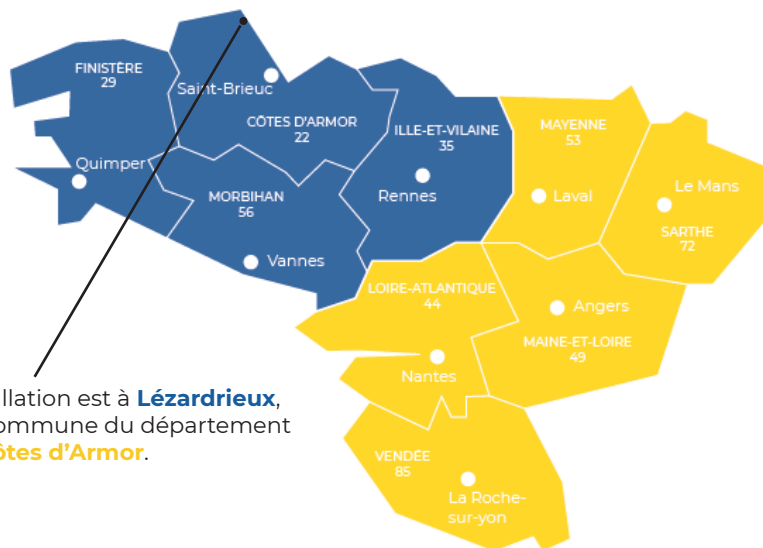 FINISTÈRE
29
Saint-Brieuc
CÔTES D'ARMOR
22
ILLE-ET-VILAINE
35
MAYENNE
53
Quimper
MORBIHAN
56
Rennes
Laval
Le Mans
SARTHE
72
Vannes
LOIRE-ATLANTIQUE
44
Angers
MAINE-ET-LOIRE
49
Nantes
llation est à Lézardrieux,
ommune du département
ôtes d'Armor.
VENDÉE
85
La Roche-
sur-yon